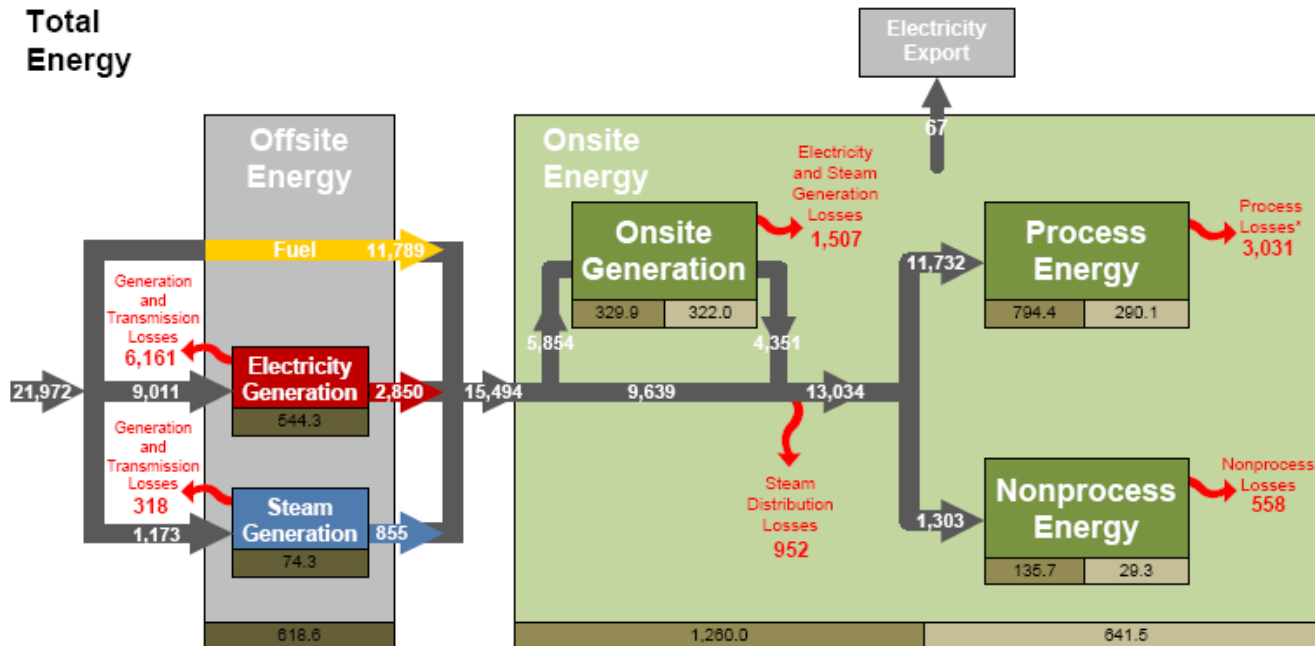 Total
Energy
Electricity
Export
67
Offsite
Energy
Onsite
Energy
Electricity
and Steam
Generation
Losses
1,507
Fuel
11,789
Onsite
Generation
329.9
322.0
Process
Energy
794.4
290.1
Process
Losses*
3,031
11,732
Generation
and
Transmission
Losses
6,161
5,854
4,351
21,972
9,011
Electricity
Generation
544.3
2,850
15,494
9,639
13,034
Generation
and
Transmission
Losses
318
1,173
Steam
Generation
74.3
855
Steam
Distribution
Losses
952
1,303
Nonprocess
Energy
135.7
29.3
Nonprocess
Losses
558
618.6
1,260.0
641.5